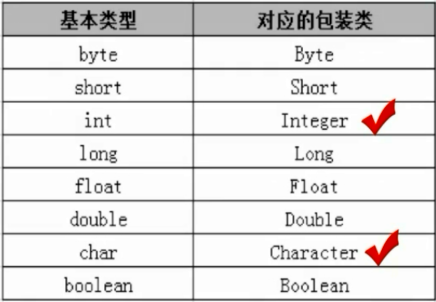 基本类型 对应的包装类
byte Byte
short Short
int Integer
long Long
float Float
double Double
char Character
boolean Boolean